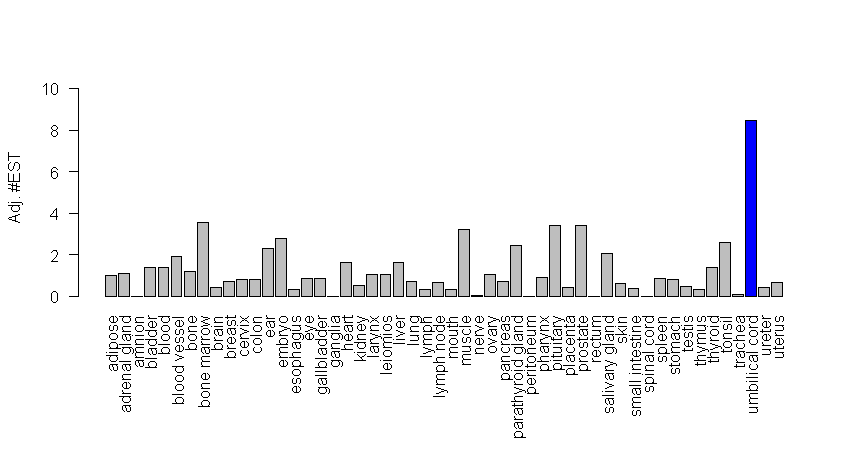 Adj. #EST
10
8
6
4
2
0
adipose
adrenal gland
amnion
bladder
blood
blood vessel
bone
bone marrow
brain
breast
cervix
colon
ear
embryo
esophagus
eye
gallbladder
ganglia
heart
kidney
larynx
leiomios
liver
lung
lymph
lymph node
mouth
muscle
nerve
ovary
pancreas
parathyroid gland
peritoneum
pharynx
pituitary
placenta
prostate
rectum
salivary gland
skin
small intestine
spinal cord
spleen
stomach
testis
thymus
thyroid
tonsil
trachea
umbilical cord
ureter
uterus